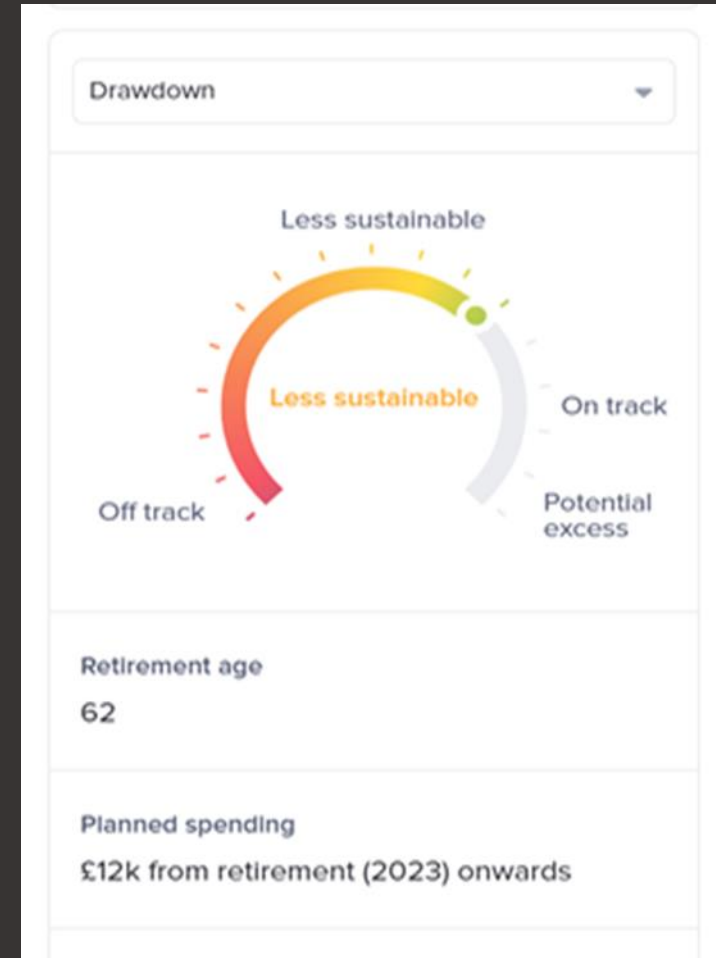 Drawdown
Less sustainable
Less sustainable
On track
Off track
Potential
excess
Retirement age
62
Planned spending
£12k from retirement (2023) onwards